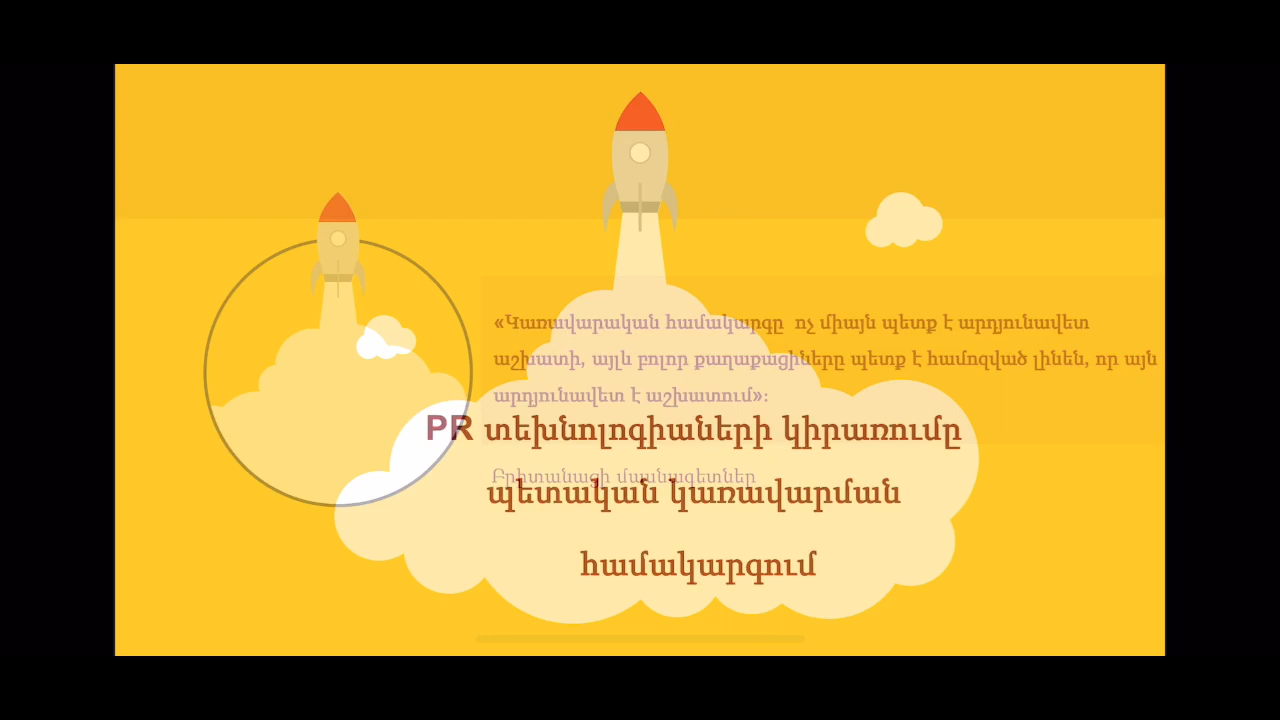 «Կառավարական համակարգը ոչ միայն պետք է արդյունավետ
աշխատի, այլև բոլոր քաղաքացիները պետք է համոզված լինեն, որ այն
արդյունավետ է աշխատում»:
PR տեխնոլոգիաների կիրառումը
Բրիտանացի մասնագետներ
պետական կառավարման
համակարգում